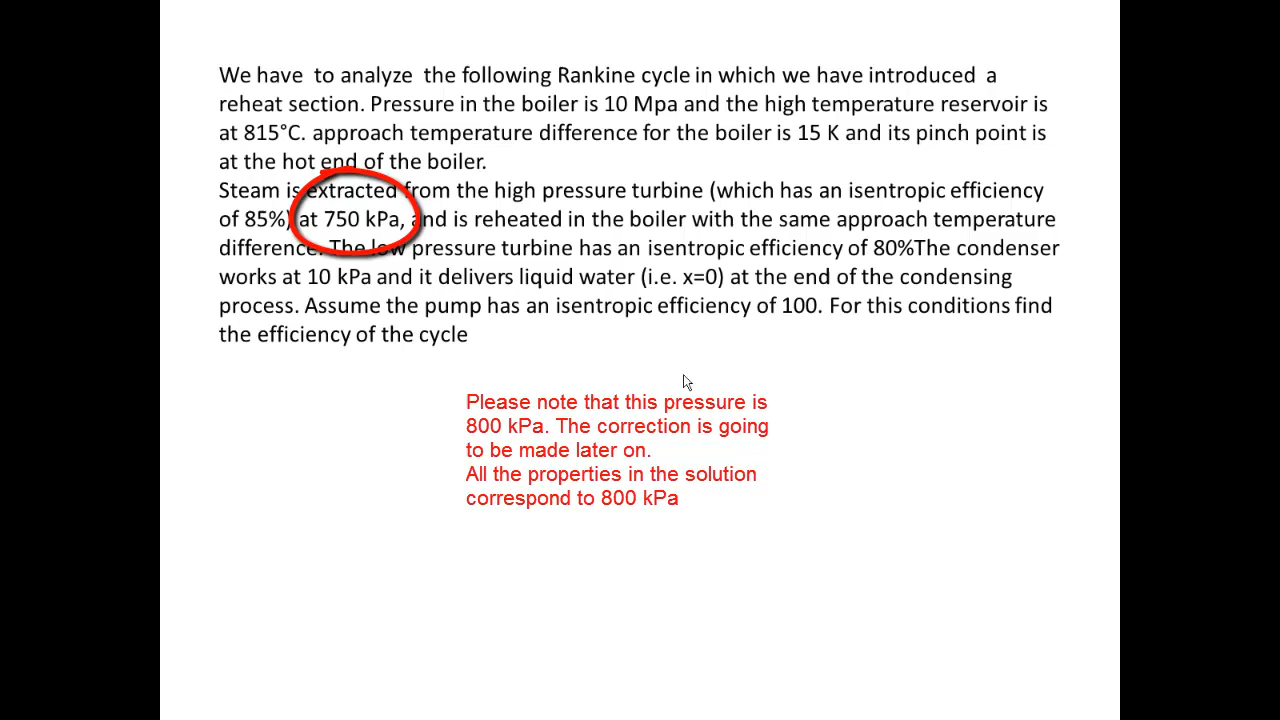 We have  to analyze  the following Rankine cycle in which we have introduced  a
reheat section. Pressure in the boiler is 10 Mpa and the high temperature reservoir is
at 815°C. approach temperature difference for the boiler is 15 K and its pinch point is
at the hot end of the boiler.
Steam is extracted from the high pressure turbine (which has an isentropic efficiency
of 85%) at 750 kPa, and is reheated in the boiler with the same approach temperature
difference. The low pressure turbine has an isentropic efficiency of 80%The condenser
works at 10 kPa and it delivers liquid water (i.e. x=0) at the end of the condensing
process. Assume the pump has an isentropic efficiency of 100. For this conditions find
the efficiency of the cycle
Please note that this pressure is
800 kPa. The correction is going
to be made later on.
All the properties in the solution
correspond to 800 kPa